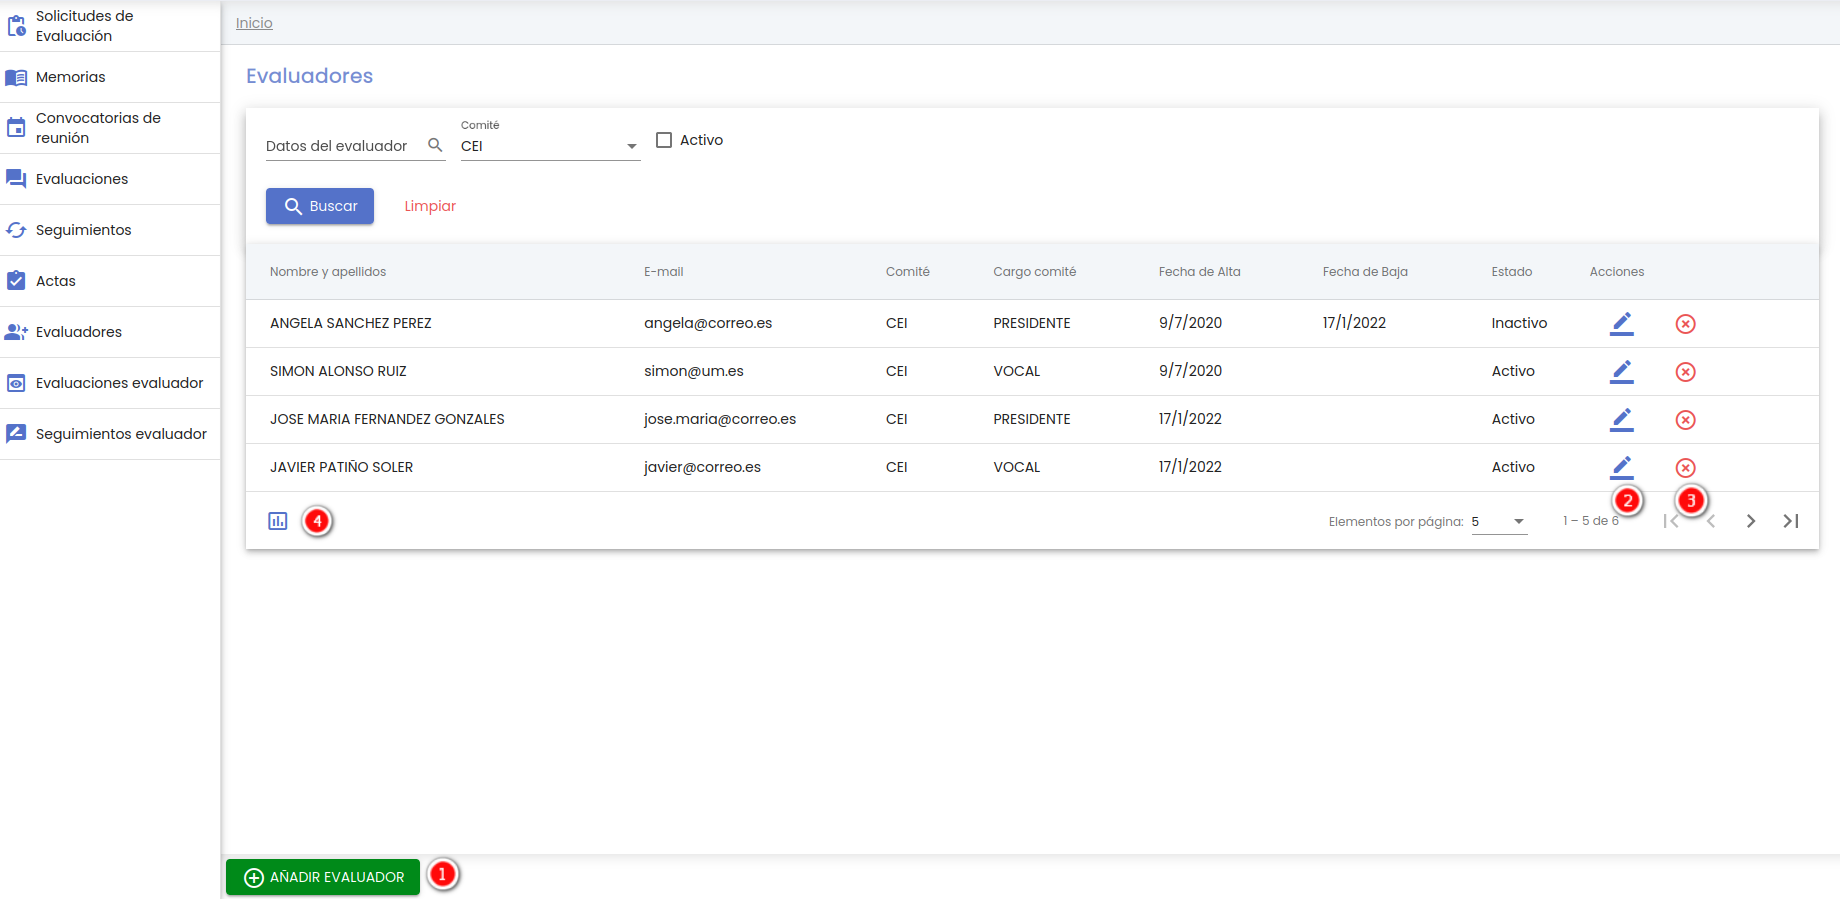 Solicitudes de
Evaluación
Memorias
Convocatorias de
reunión
Evaluaciones
Seguimientos
Actas
Evaluadores
Evaluaciones evaluador
Seguimientos evaluador
Inicio
Evaluadores
Comité
Datos del evaluador CEI Activo
Buscar Limpiar
Nombre y apellidos E-mail Comité Cargo comité Fecha de Alta Fecha de Baja Estado Acciones
ANGELA SANCHEZ PEREZ angela@correo.es CEI PRESIDENTE 9/7/2020 17/1/2022 Inactivo
SIMON ALONSO RUIZ simon@um.es CEI VOCAL 9/7/2020 Activo
JOSE MARIA FERNANDEZ GONZALES jose.maria@correo.es CEI PRESIDENTE 17/1/2022 Activo
JAVIER PATIÑO SOLER javier@correo.es CEI VOCAL 17/1/2022 Activo
2 3
4 Elementos por página: 5 1 – 5 de 6
AÑADIR EVALUADOR 1